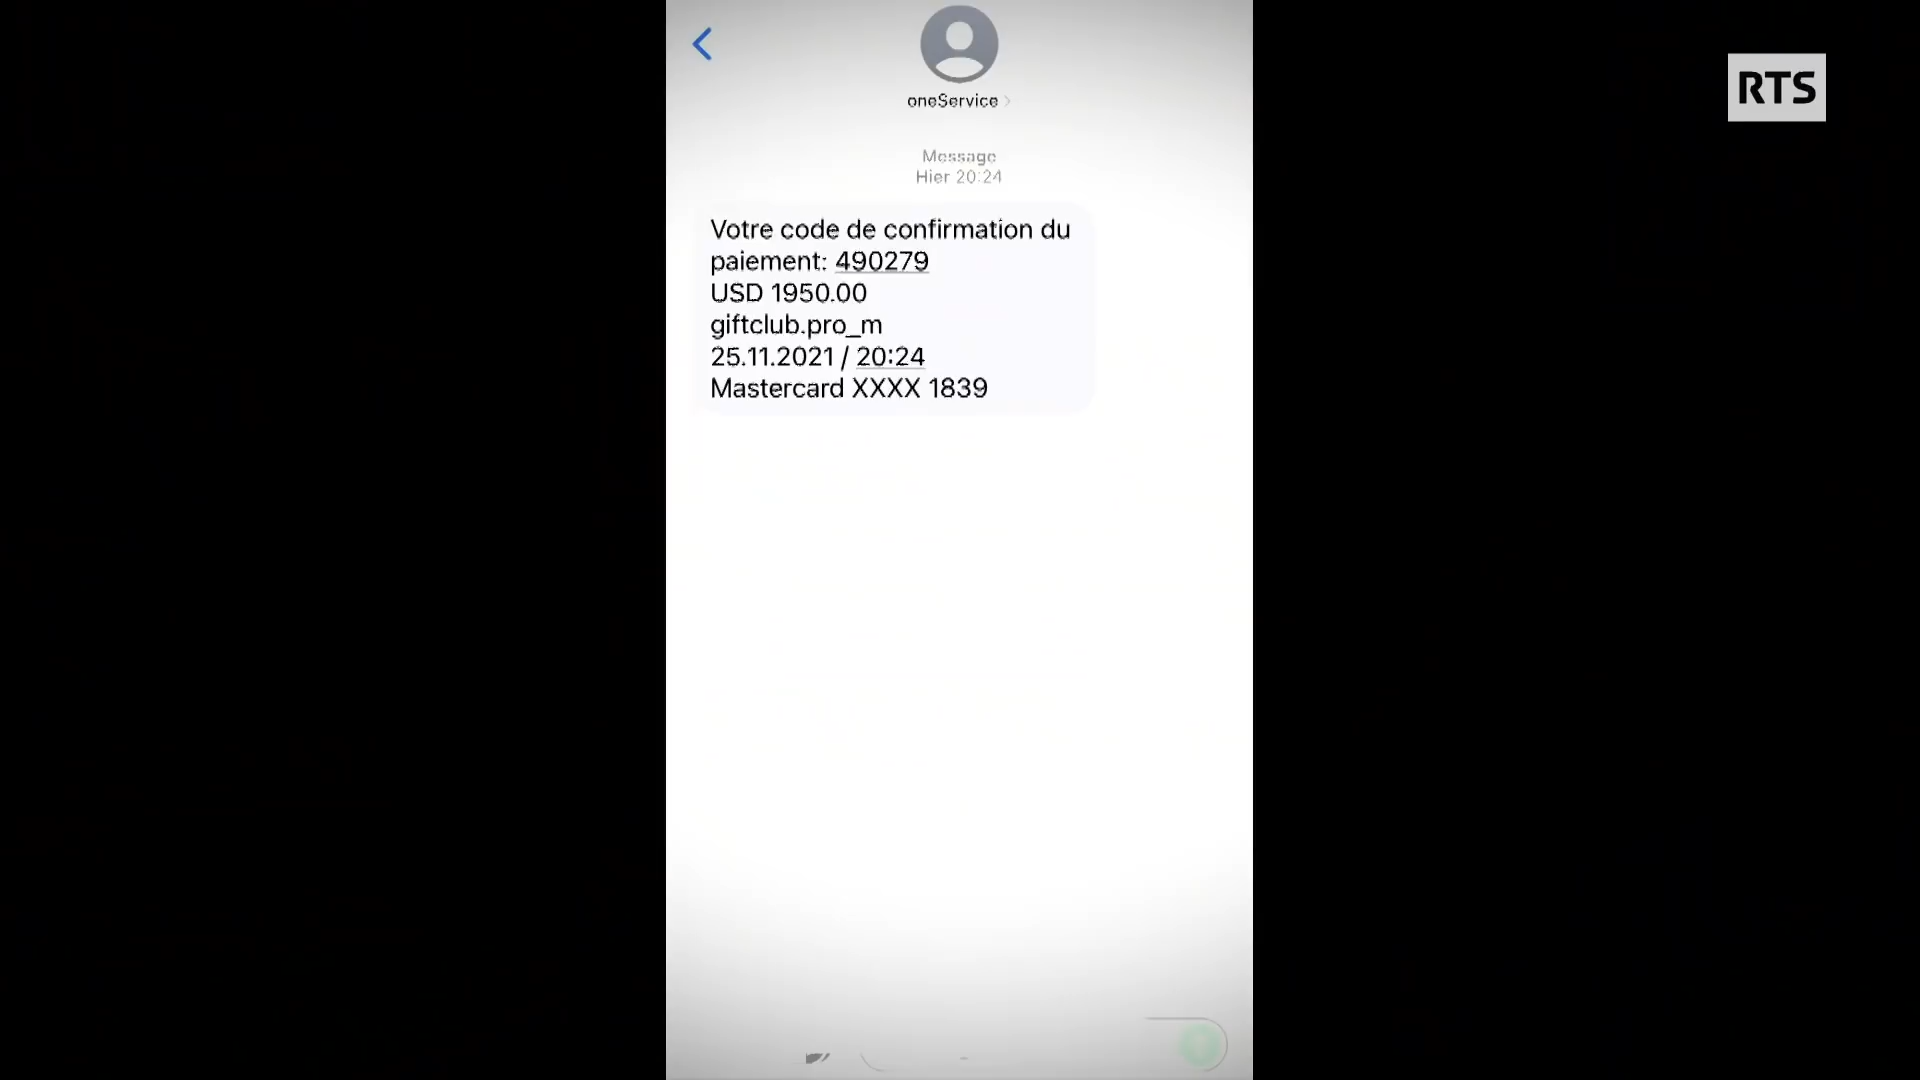 oneService
RTS
Message
Hier 20:24
Votre code de confirmation du
paiement: 490279
USD 1950.00
giftclub.pro_m
25.11.2021 / 20:24
Mastercard XXXX 1839